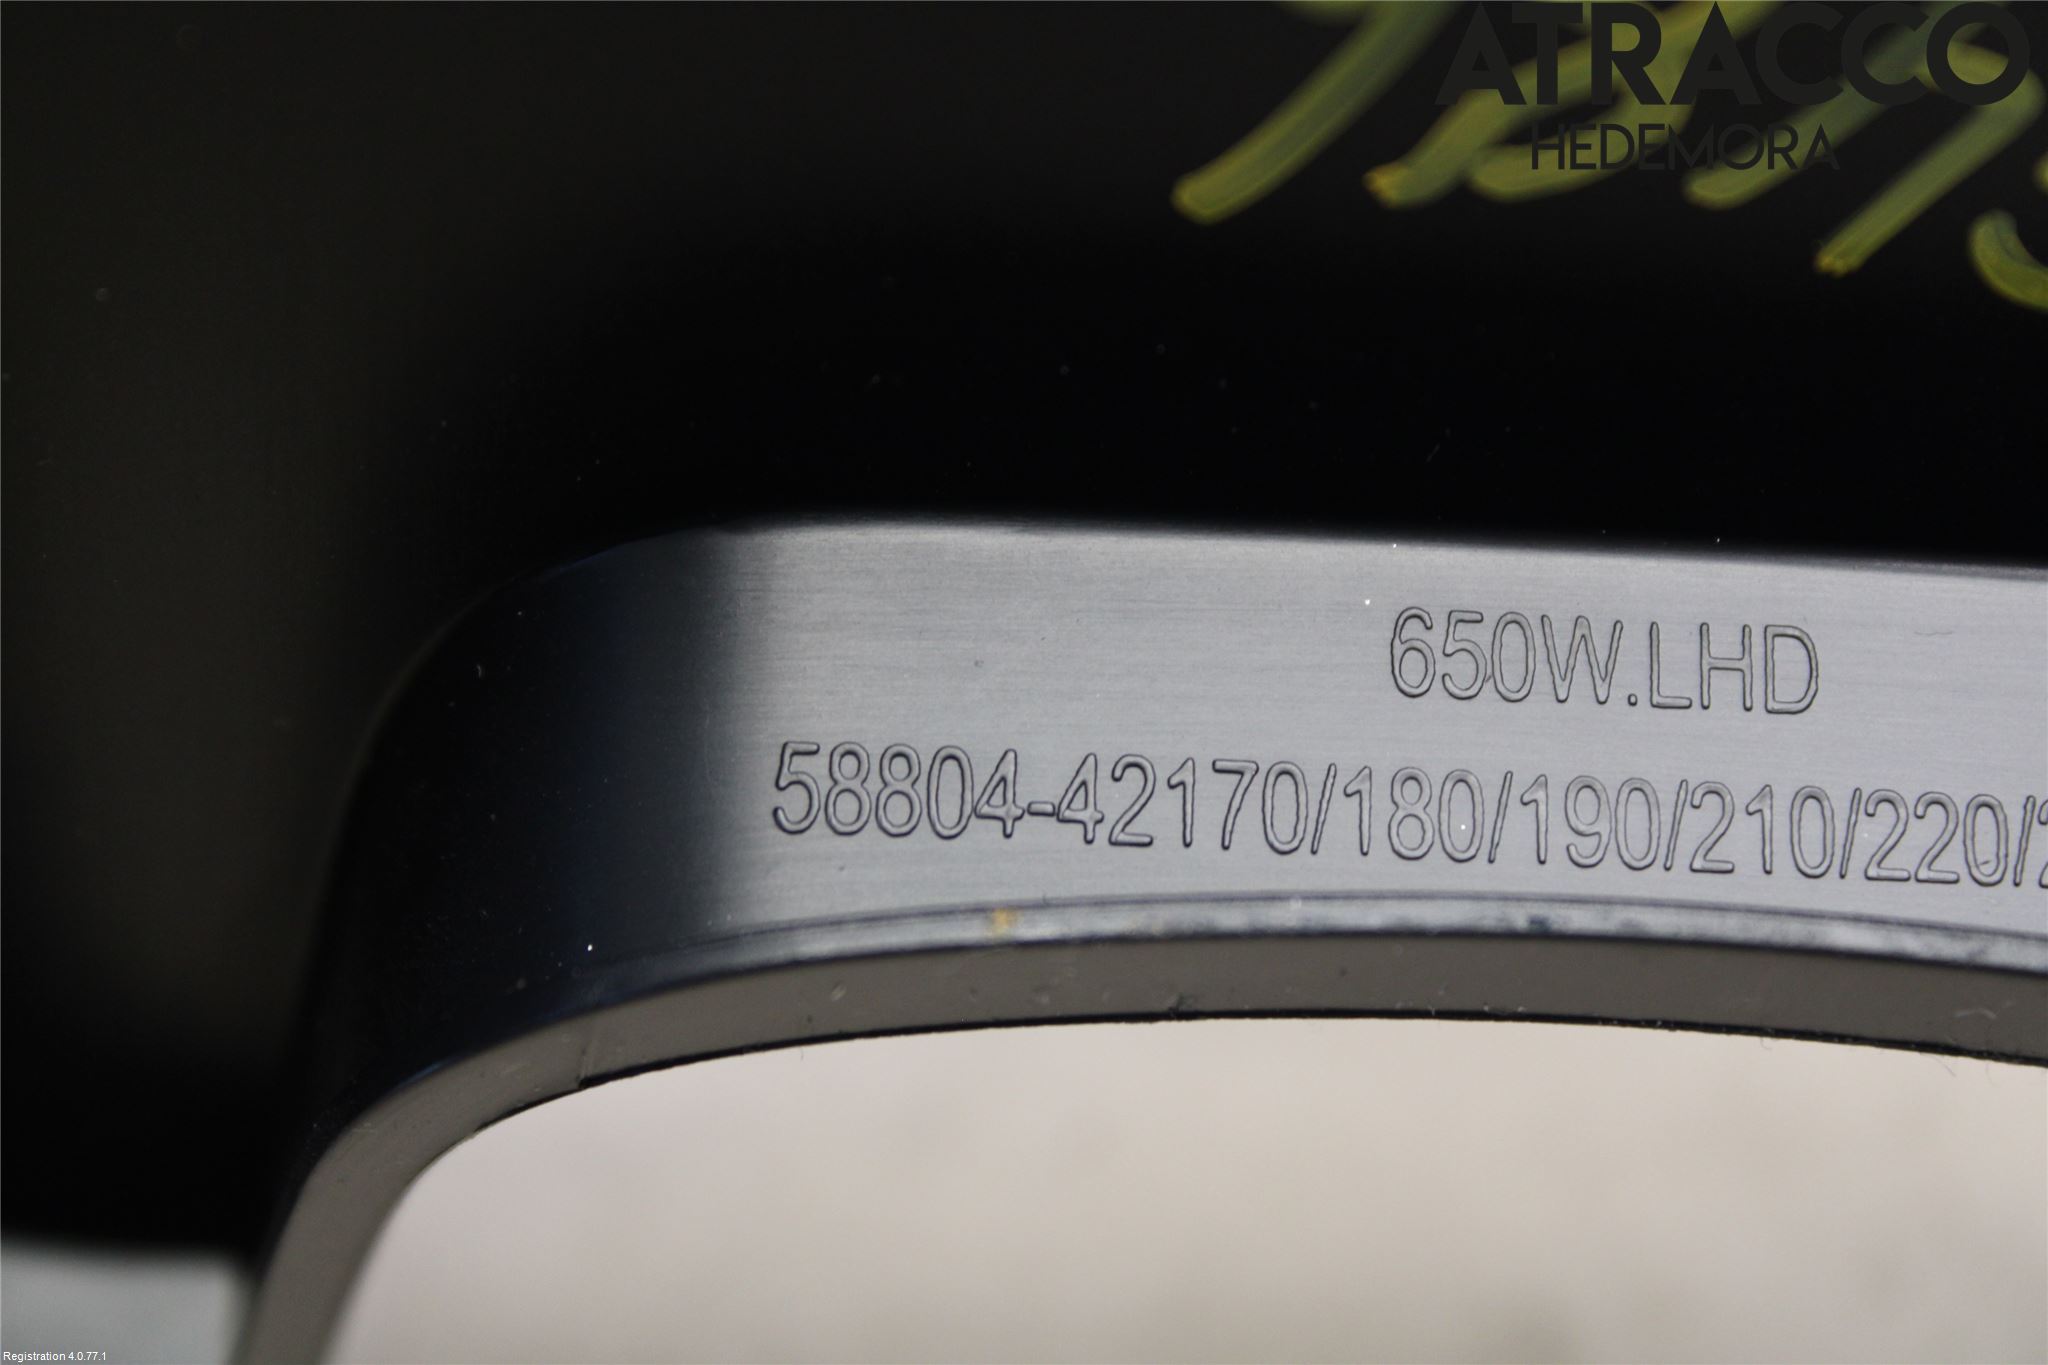 ATRACCO
HEDEMORA
650W.LHD
58804-42170/180/190/210/220/
Registration 4.0.77.1